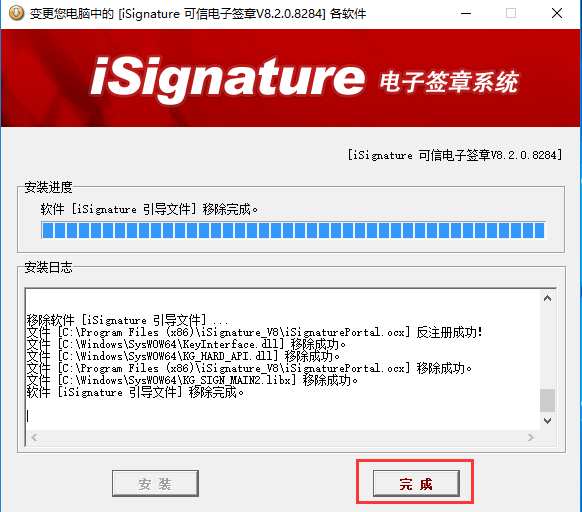 变更您电脑中的 [iSignature 可信电子签章V8.2.0.8284] 各软件
iSignature 电子签章系统
[iSignature 可信电子签章V8.2.0.8284]
安装进度
软件 [iSignature 引导文件] 移除完成。
安装日志
移除软件 [iSignature 引导文件] ...
文件 [C:\Program Files (x86)\iSignature_V8\iSignaturePortal.ocx] 反注册成功!
文件 [C:\Windows\SysWOW64\KeyInterface.dll] 移除成功。
文件 [C:\Windows\SysWOW64\KG_HARD_API.dll] 移除成功。
文件 [C:\Program Files (x86)\iSignature_V8\iSignaturePortal.ocx] 移除成功。
文件 [C:\Windows\SysWOW64\KG_SIGN_MAIN2.libx] 移除成功。
软件 [iSignature 引导文件] 移除完成。
安 装
完 成